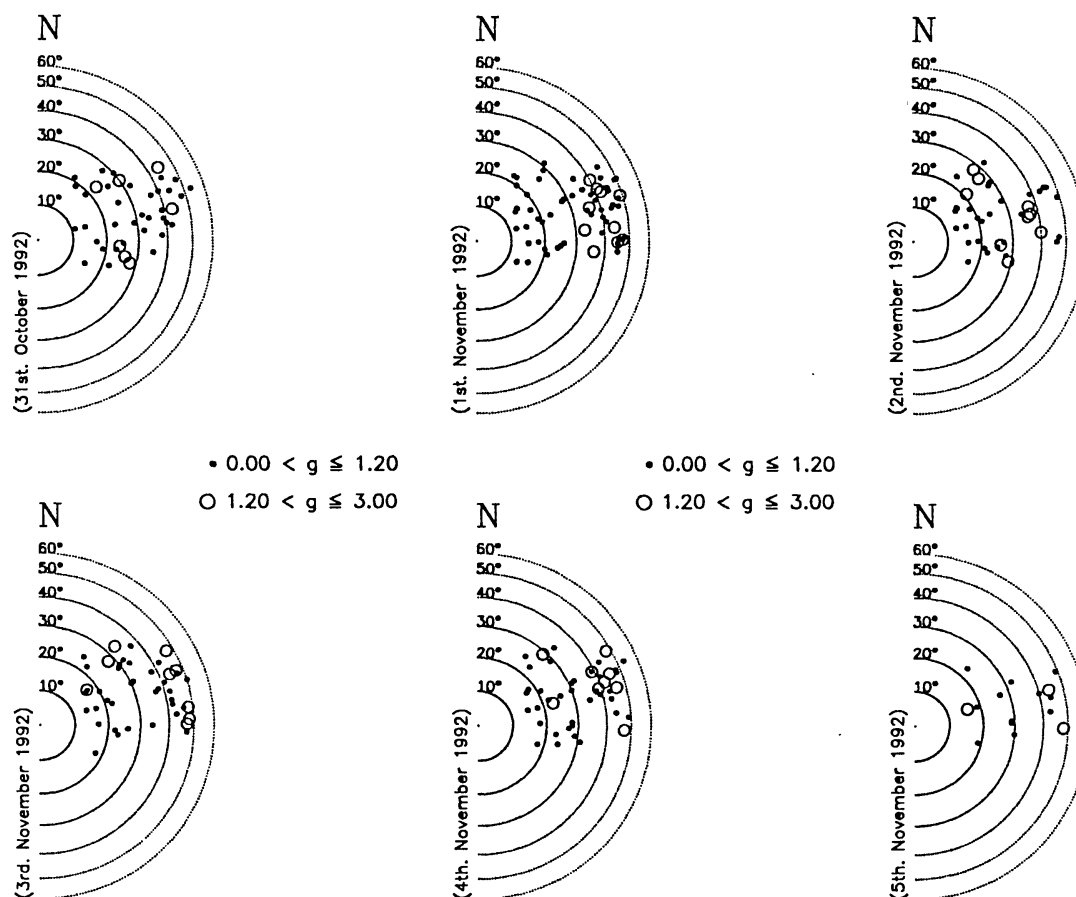 N
60°
50°
40°
30°
20°
10°
(31st. October 1992)
N
60°
50°
40°
30°
20°
10°
(1st. November 1992)
N
60°
50°
40°
30°
20°
10°
(2nd. November 1992)
• 0.00 < g ≦ 1.20
○ 1.20 < g ≦ 3.00
• 0.00 < g ≦ 1.20
○ 1.20 < g ≦ 3.00
N
60°
50°
40°
30°
20°
10°
(3rd. November 1992)
N
60°
50°
40°
30°
20°
10°
(4th. November 1992)
N
60°
50°
40°
30°
20°
10°
(5th. November 1992)